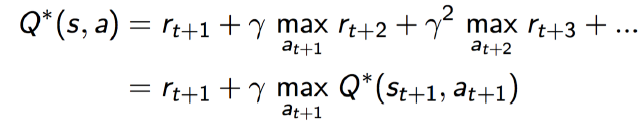 Q*(s, a) = r_{t+1} + γ max_{a_{t+1}} r_{t+2} + γ² max_{a_{t+2}} r_{t+3} + ...
= r_{t+1} + γ max_{a_{t+1}} Q*(s_{t+1}, a_{t+1})